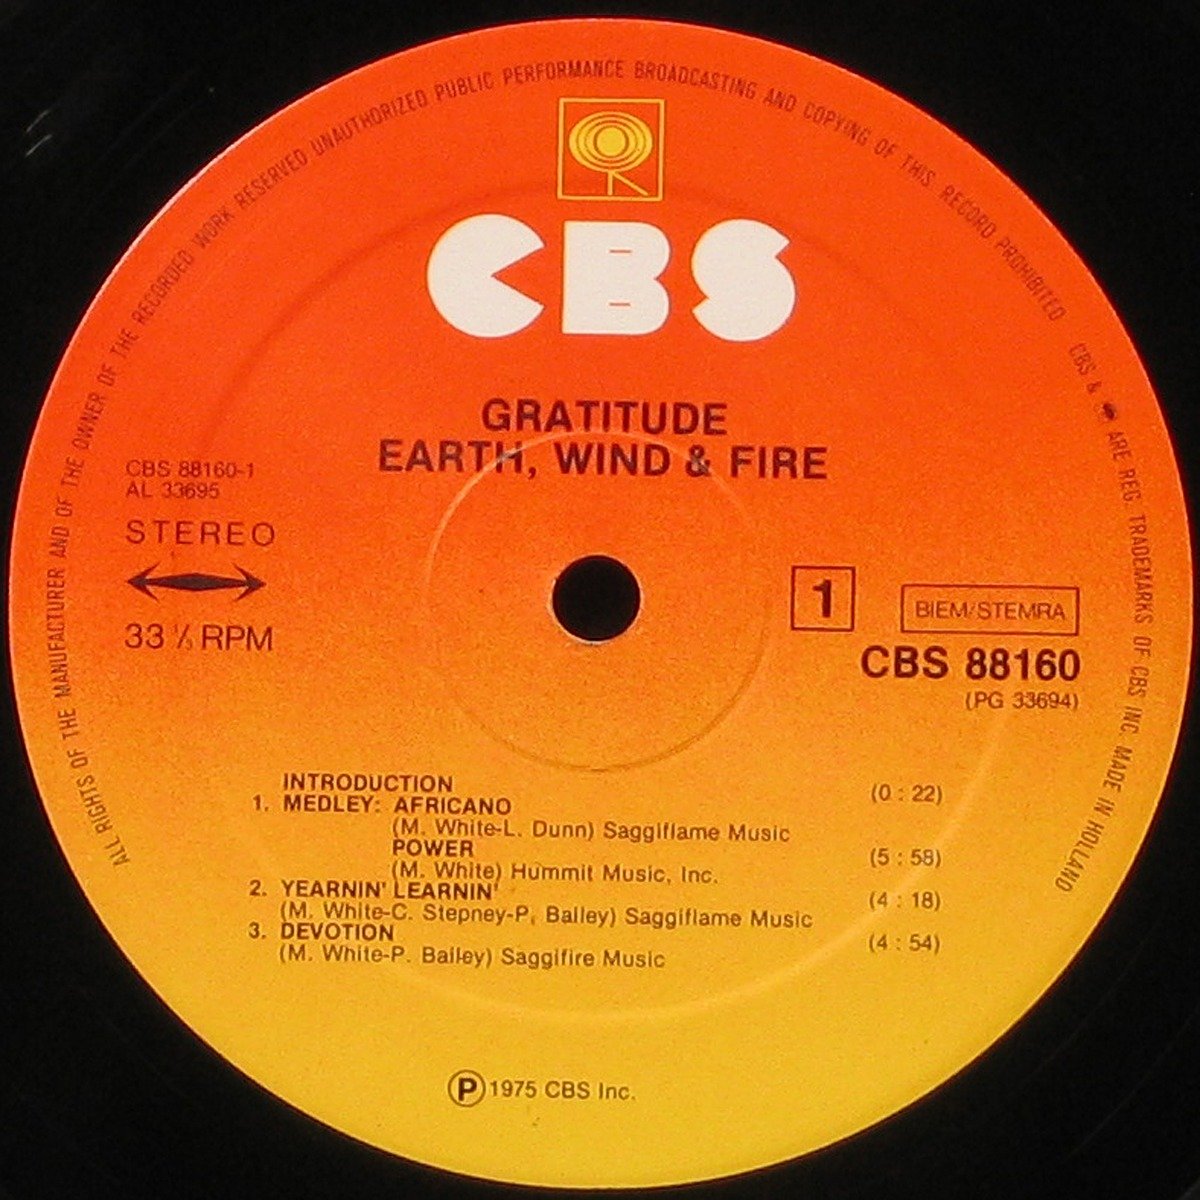 ALL RIGHTS OF THE MANUFACTURER AND OF THE OWNER OF THE RECORDED WORK RESERVED UNAUTHORIZED PUBLIC PERFORMANCE BROADCASTING AND COPYING OF THIS RECORD PROHIBITED
CBS & ARE REG. TRADEMARKS OF CBS INC. MADE IN HOLLAND
CBS
GRATITUDE
EARTH, WIND & FIRE
CBS 88160-1
AL 33695
STEREO
33 ⅓ RPM
1
BIEM/STEMRA
CBS 88160
(PG 33694)
INTRODUCTION (0 : 22)
1. MEDLEY: AFRICANO
(M. White-L. Dunn) Saggiflame Music
POWER (5 : 58)
(M. White) Hummit Music, Inc.
2. YEARNIN' LEARNIN' (4 : 18)
(M. White-C. Stepney-P. Bailey) Saggiflame Music
3. DEVOTION (4 : 54)
(M. White-P. Bailey) Saggifire Music
℗ 1975 CBS Inc.